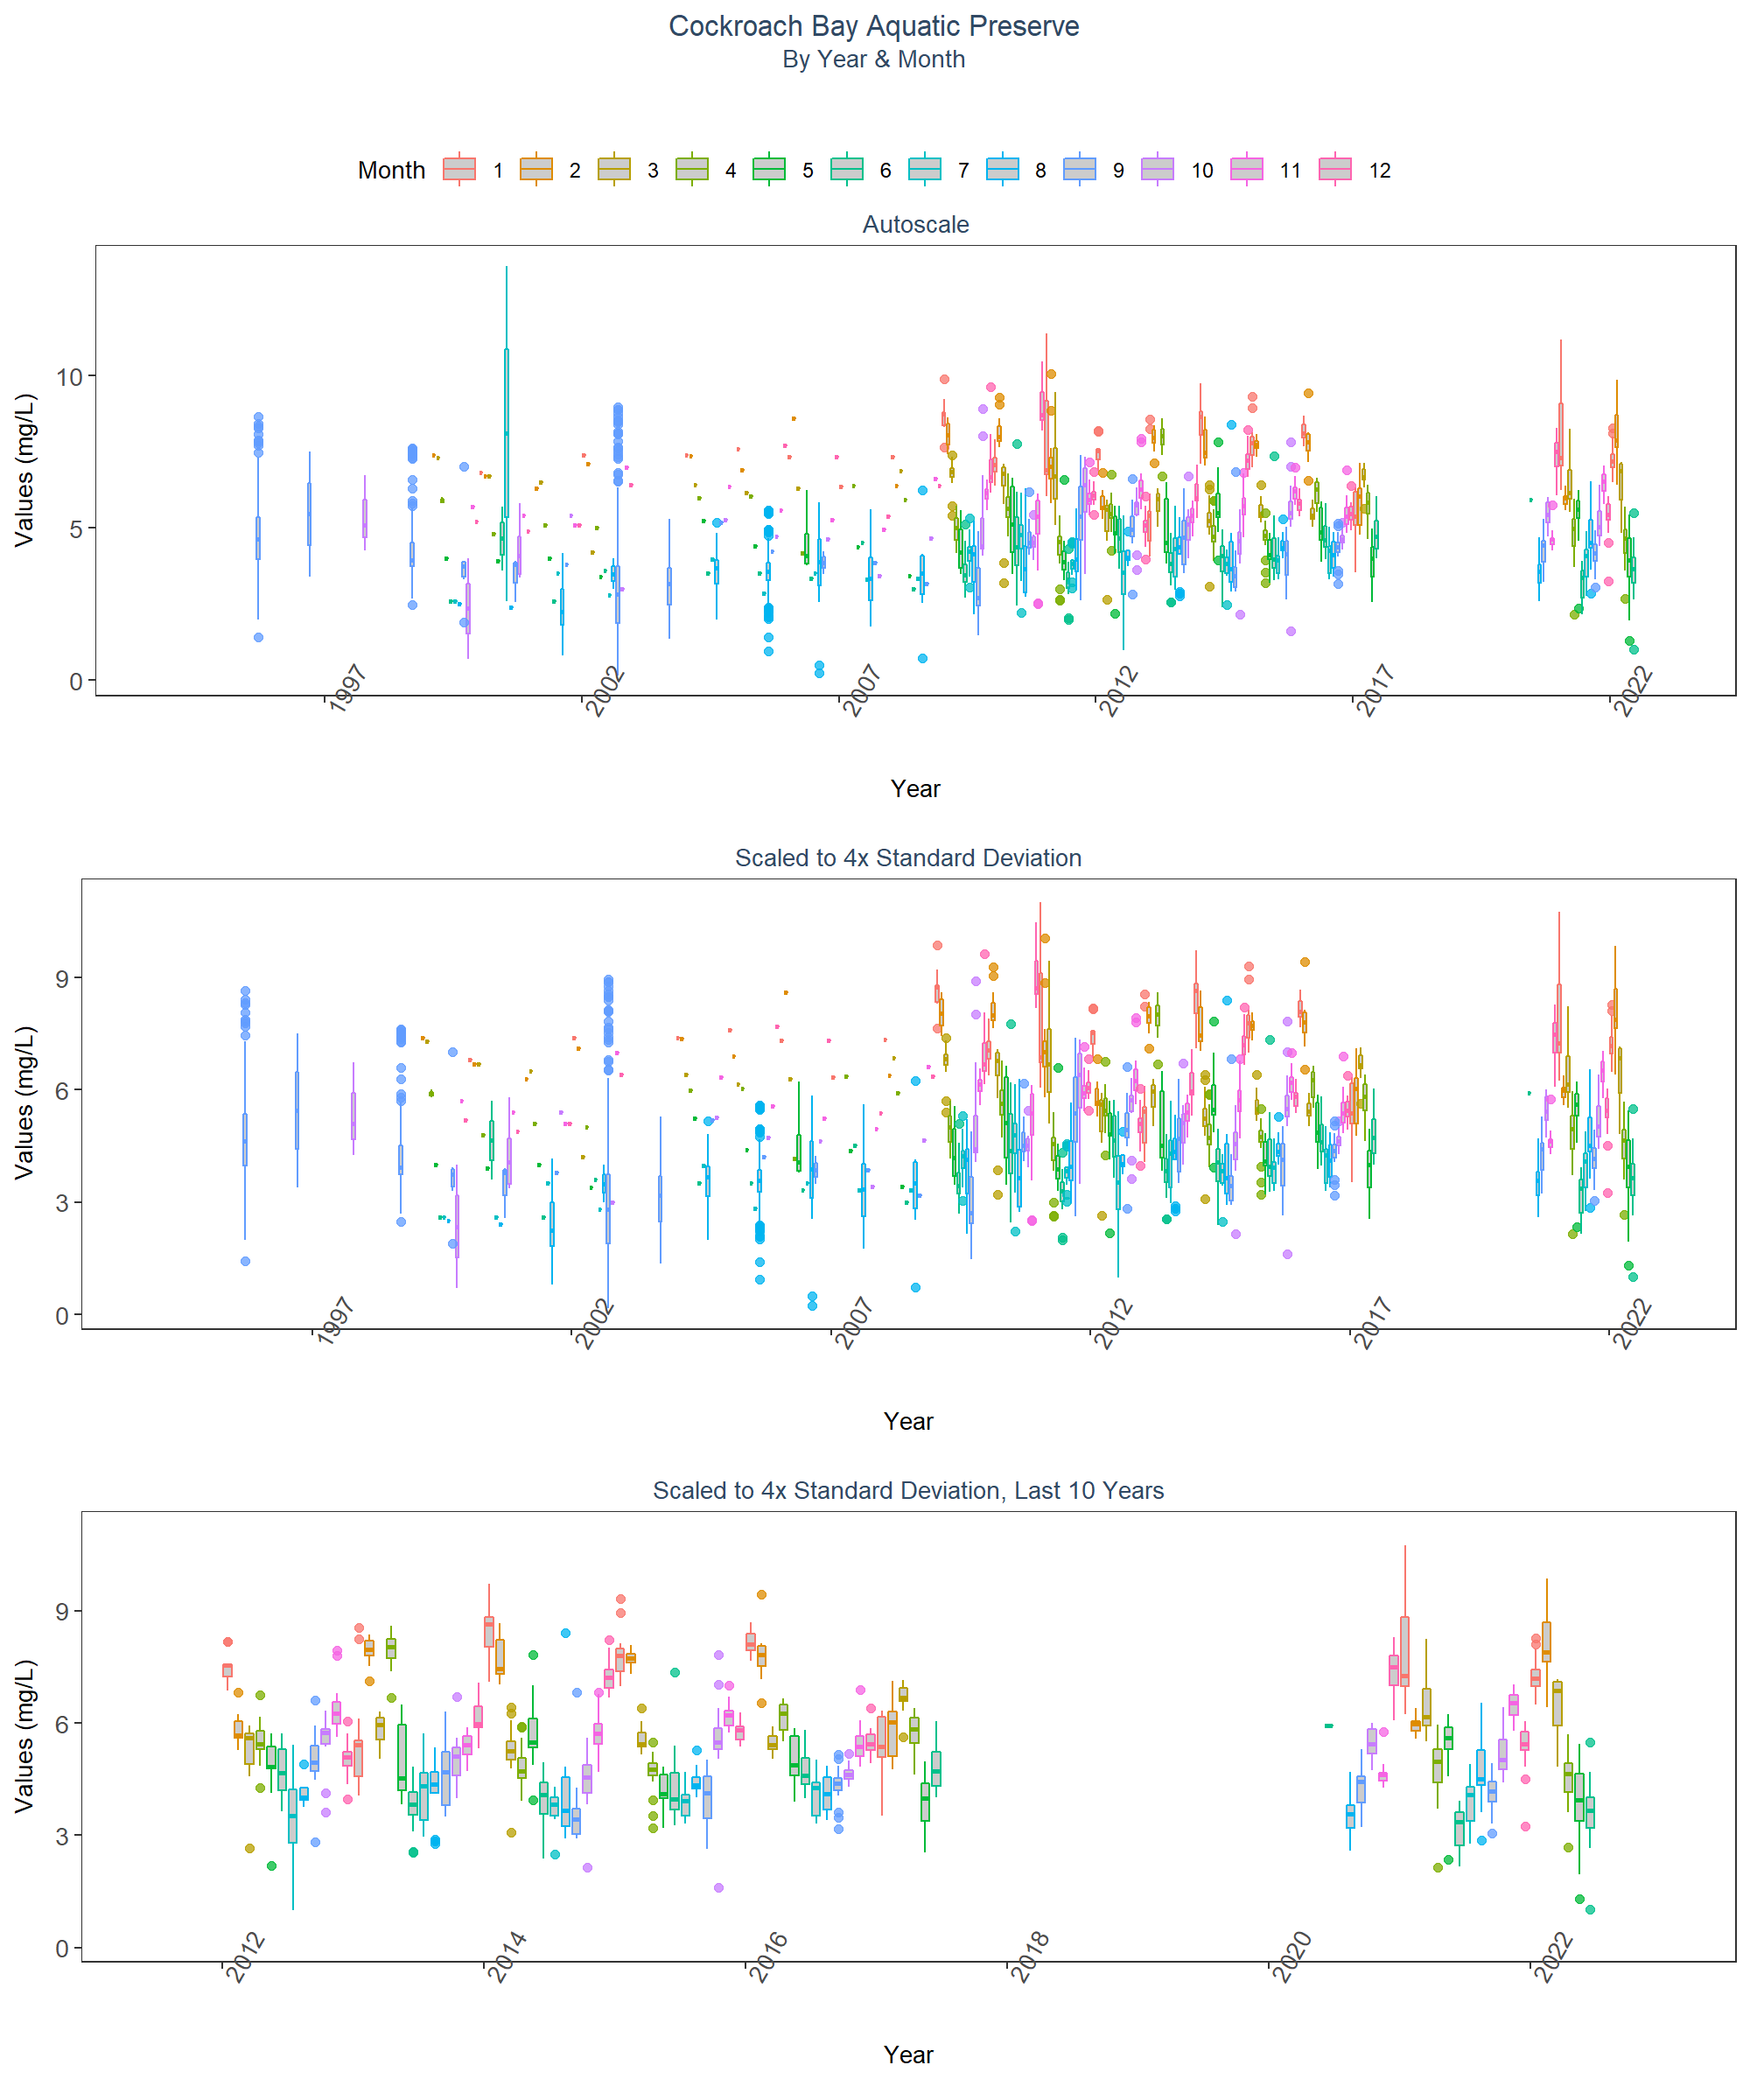 Cockroach Bay Aquatic Preserve
By Year & Month
Month 1 2 3 4 5 6 7 8 9 10 11 12
Autoscale
Values (mg/L)
10
5
0
1997 2002 2007 2012 2017 2022
Year
Scaled to 4x Standard Deviation
Values (mg/L)
9
6
3
0
1997 2002 2007 2012 2017 2022
Year
Scaled to 4x Standard Deviation, Last 10 Years
Values (mg/L)
9
6
3
0
2012 2014 2016 2018 2020 2022
Year